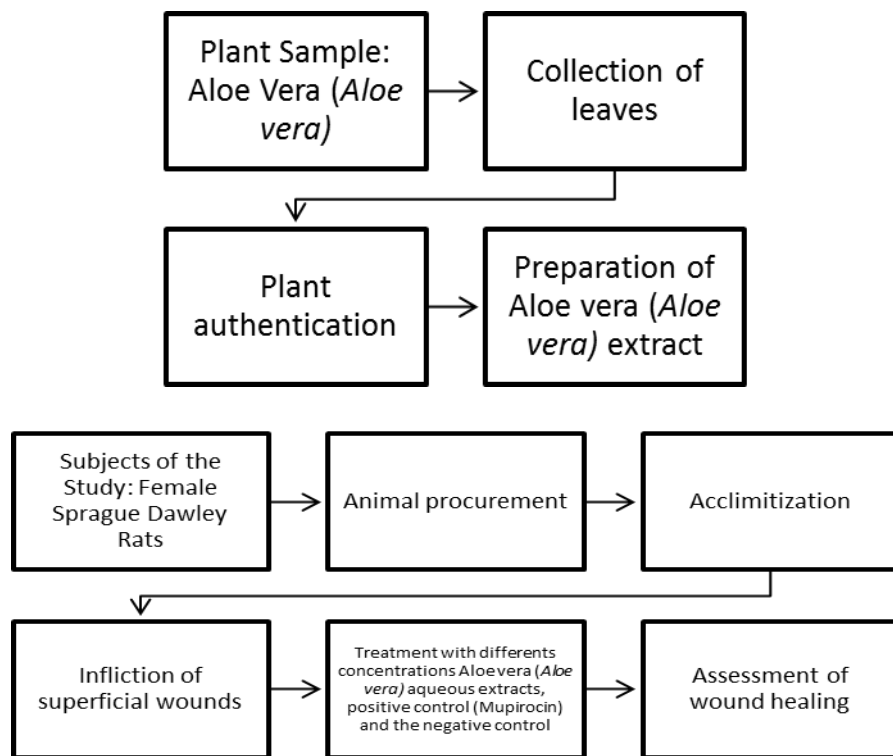 Plant Sample:
Aloe Vera (Aloe
vera)
Collection of
leaves
Plant
authentication
Preparation of
Aloe vera (Aloe
vera) extract
Subjects of the
Study: Female
Sprague Dawley
Rats
Animal procurement
Acclimitization
Infliction of
superficial wounds
Treatment with differents
concentrations Aloe vera (Aloe
vera) aqueous extracts,
positive control (Mupirocin)
and the negative control
Assessment of
wound healing